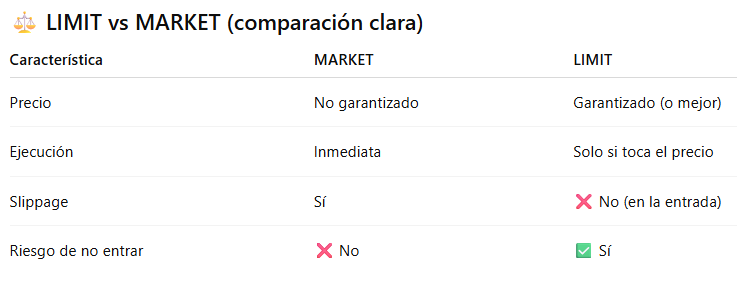 ⚖️ LIMIT vs MARKET (comparación clara)
Característica MARKET LIMIT
Precio No garantizado Garantizado (o mejor)
Ejecución Inmediata Solo si toca el precio
Slippage Sí ❌ No (en la entrada)
Riesgo de no entrar ❌ No ✅ Sí